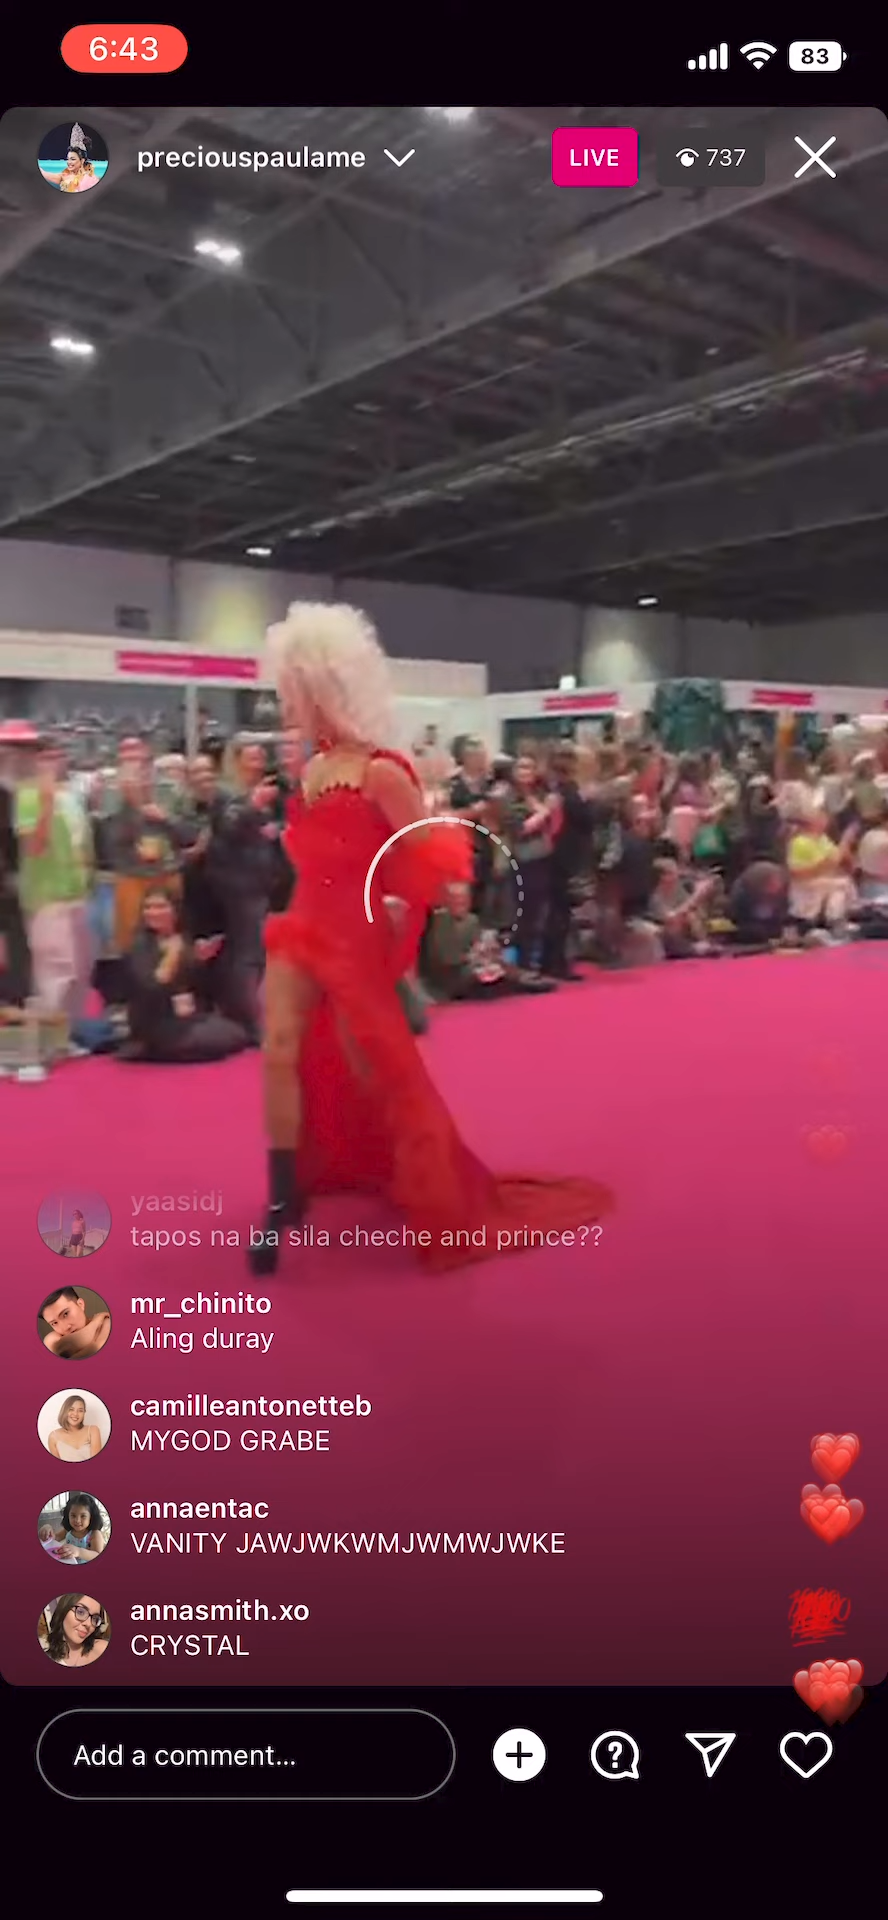 6:43
83
preciouspaulame
LIVE
737
yaasidj
tapos na ba sila cheche and prince??
mr_chinito
Aling duray
camilleantonetteb
MYGOD GRABE
annaentac
VANITY JAWJWKWMJWMWJWKE
annasmith.xo
CRYSTAL
Add a comment...